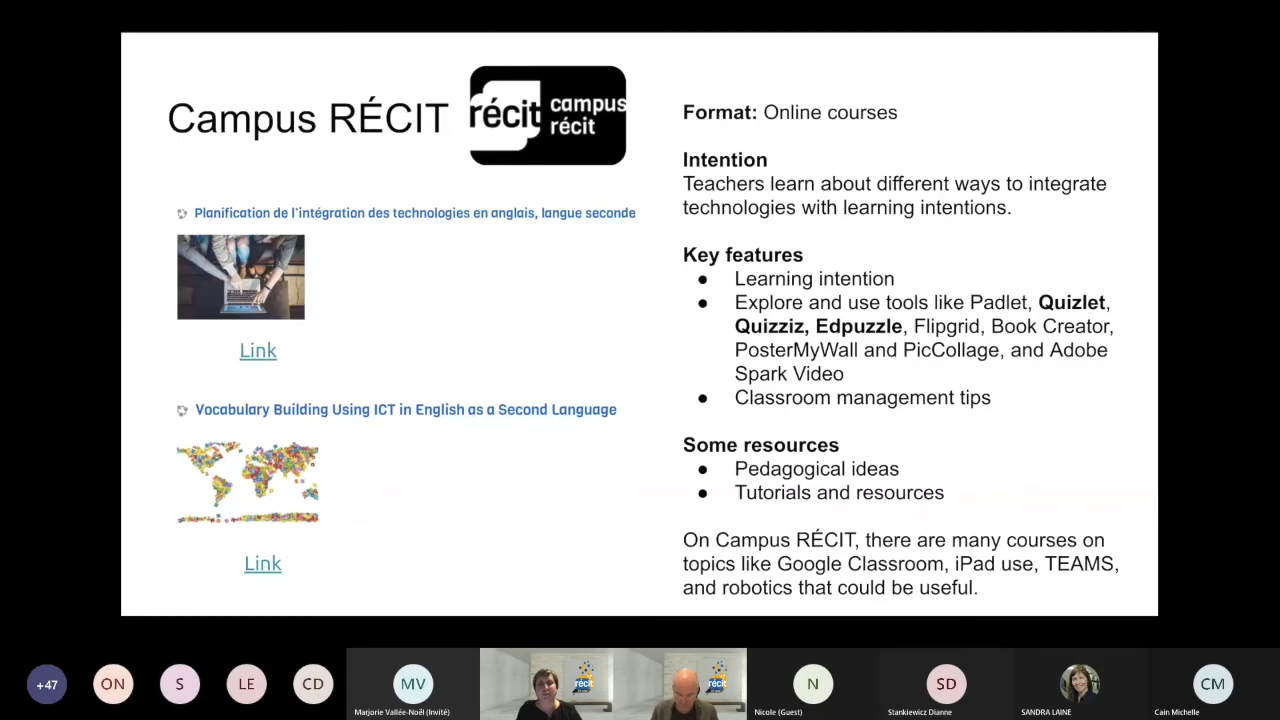 Campus RÉCIT
récit
campus
récit
Planification de l'intégration des technologies en anglais, langue seconde
Link
Vocabulary Building Using ICT in English as a Second Language
Link
Format: Online courses
Intention
Teachers learn about different ways to integrate
technologies with learning intentions.
Key features
● Learning intention
● Explore and use tools like Padlet, Quizlet,
Quizziz, Edpuzzle, Flipgrid, Book Creator,
PosterMyWall and PicCollage, and Adobe
Spark Video
● Classroom management tips
Some resources
● Pedagogical ideas
● Tutorials and resources
On Campus RÉCIT, there are many courses on
topics like Google Classroom, iPad use, TEAMS,
and robotics that could be useful.
+47
ON
S
LE
CD
MV
Marjorie Vallée-Noël (Invité)
récit
récit
N
Nicole (Guest)
SD
Stankiewicz Dianne
SANDRA LAINE
CM
Cain Michelle